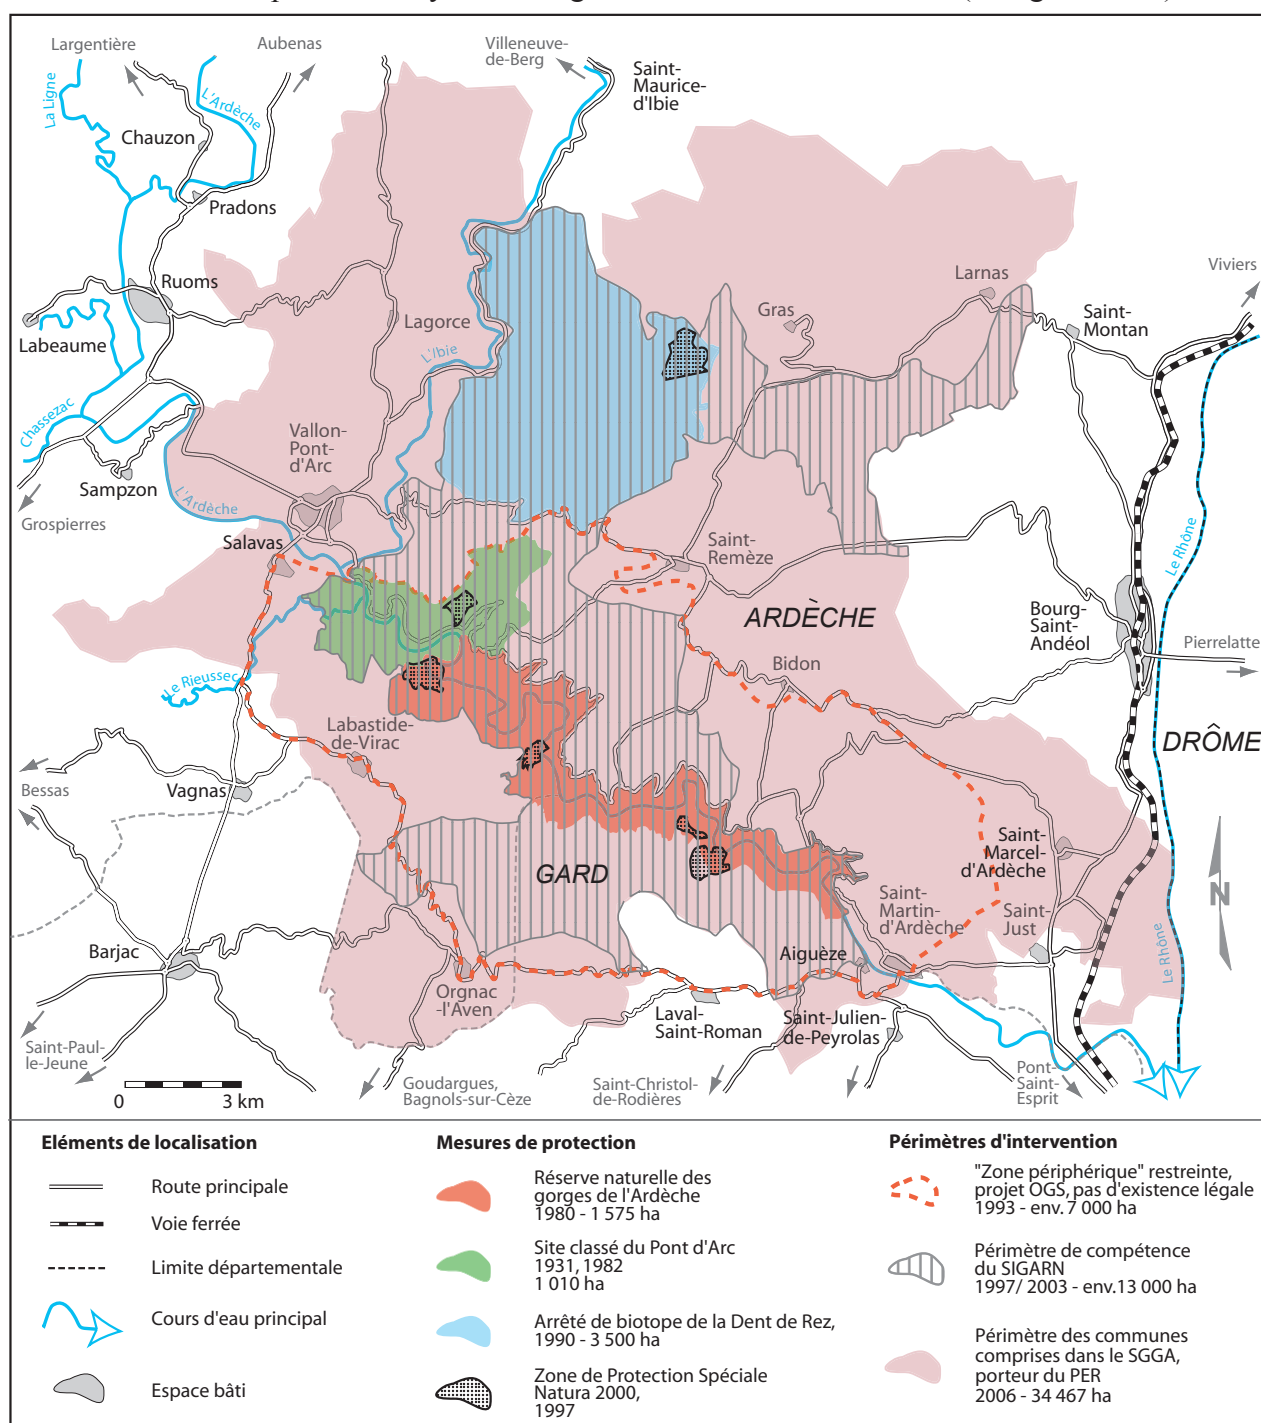 Largentière
Aubenas
Villeneuve-
de-Berg
Saint-
Maurice-
d'Ibie
La Ligne
L'Ardèche
Chauzon
Pradons
Ruoms
Labeaume
Lagorce
L'Ibie
Gras
Larnas
Saint-
Montan
Viviers
Chassezac
Sampzon
Grospierres
Vallon-
Pont-
d'Arc
L'Ardèche
Salavas
Saint-
Remèze
Le Rhône
ARDÈCHE
Bourg-
Saint-
Andéol
Pierrelatte
Bidon
Le Rieussec
Labastide-
de-Virac
DRÔME
Bessas
Vagnas
GARD
Saint-
Marcel-
d'Ardèche
Saint-
Martin-
d'Ardèche
Saint-
Just
N
Barjac
Aiguèze
Le Rhône
Orgnac
-l'Aven
Laval-
Saint-Roman
Saint-Julien-
de-Peyrolas
Saint-Paul-
le-Jeune
Goudargues,
Bagnols-sur-Cèze
Saint-Christol-
de-Rodières
Pont-
Saint-
Esprit
0 3 km
Eléments de localisation
Route principale
Voie ferrée
Limite départementale
Cours d'eau principal
Espace bâti
Mesures de protection
Réserve naturelle des
gorges de l'Ardèche
1980 - 1 575 ha
Site classé du Pont d'Arc
1931, 1982
1 010 ha
Arrêté de biotope de la Dent de Rez,
1990 - 3 500 ha
Zone de Protection Spéciale
Natura 2000,
1997
Périmètres d'intervention
"Zone périphérique" restreinte,
projet OGS, pas d'existence légale
1993 - env. 7 000 ha
Périmètre de compétence
du SIGARN
1997/ 2003 - env.13 000 ha
Périmètre des communes
comprises dans le SGGA,
porteur du PER
2006 - 34 467 ha